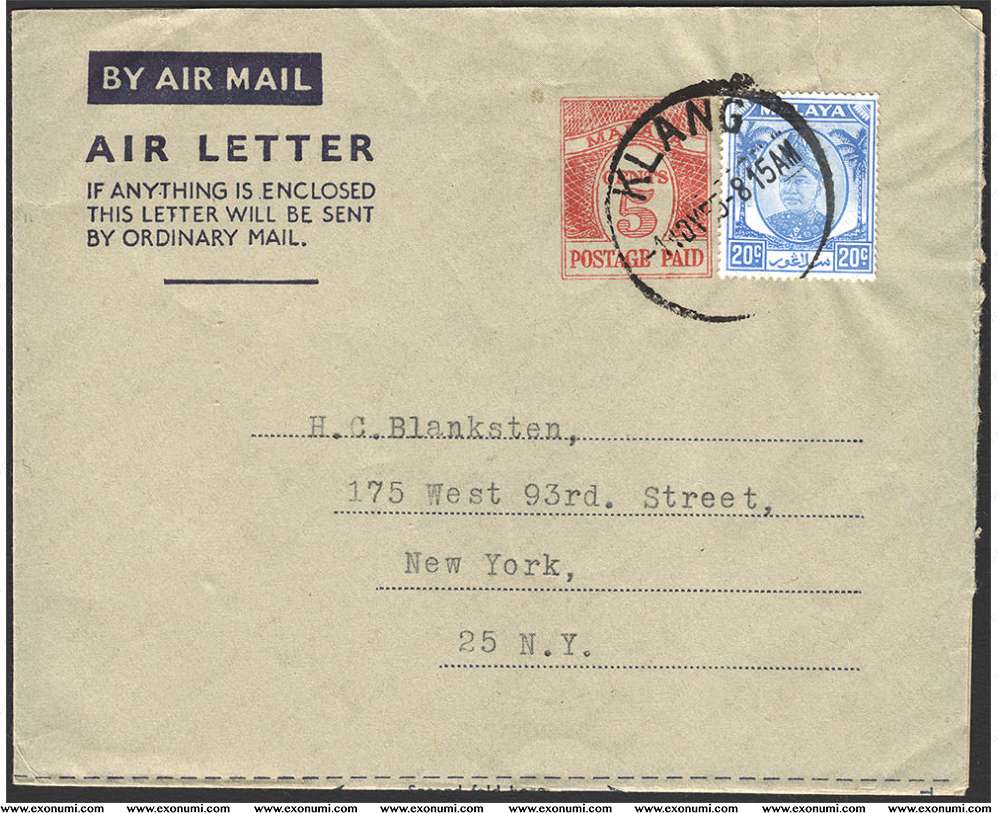 BY AIR MAIL
AIR LETTER
IF ANYTHING IS ENCLOSED
THIS LETTER WILL BE SENT
BY ORDINARY MAIL.
CENTS
5
POSTAGE PAID
KLANG
815AM
MALAYA
20c سلاڠور 20c
H.C.Blanksten,
175 West 93rd. Street,
New York,
25 N.Y.
www.exonumi.com www.exonumi.com www.exonumi.com www.exonumi.com www.exonumi.com www.exonumi.com www.exonumi.com www.exonumi.com